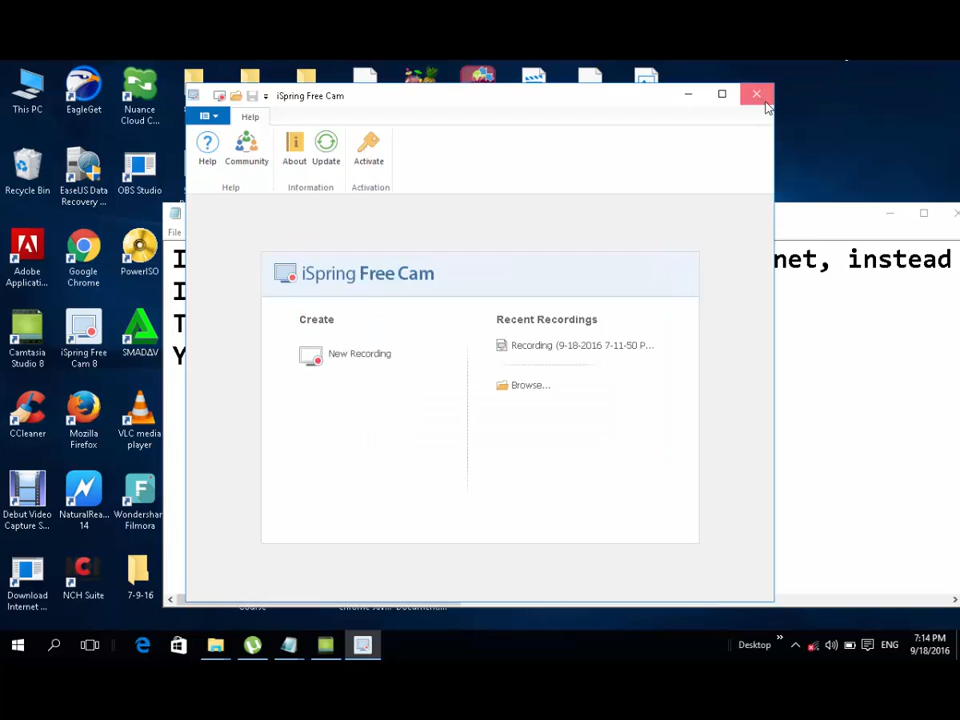 This PC
EagleGet
Nuance
Cloud C...
Recycle Bin
EaseUS Data
Recovery ...
OBS Studio
Adobe
Applicati...
Google
Chrome
PowerISO
Camtasia
Studio 8
iSpring Free
Cam 8
SMADΔV
CCleaner
Mozilla
Firefox
VLC media
player
Debut Video
Capture S...
NaturalRea...
14
Wondershar
Filmora
Download
Internet ...
NCH Suite
7-9-16
iSpring Free Cam
Help
Help
Community
About
Update
Activate
Help
Information
Activation
iSpring Free Cam
Create
New Recording
Recent Recordings
Recording (9-18-2016 7-11-50 P...
Browse...
File
net, instead
Desktop
ENG
7:14 PM
9/18/2016